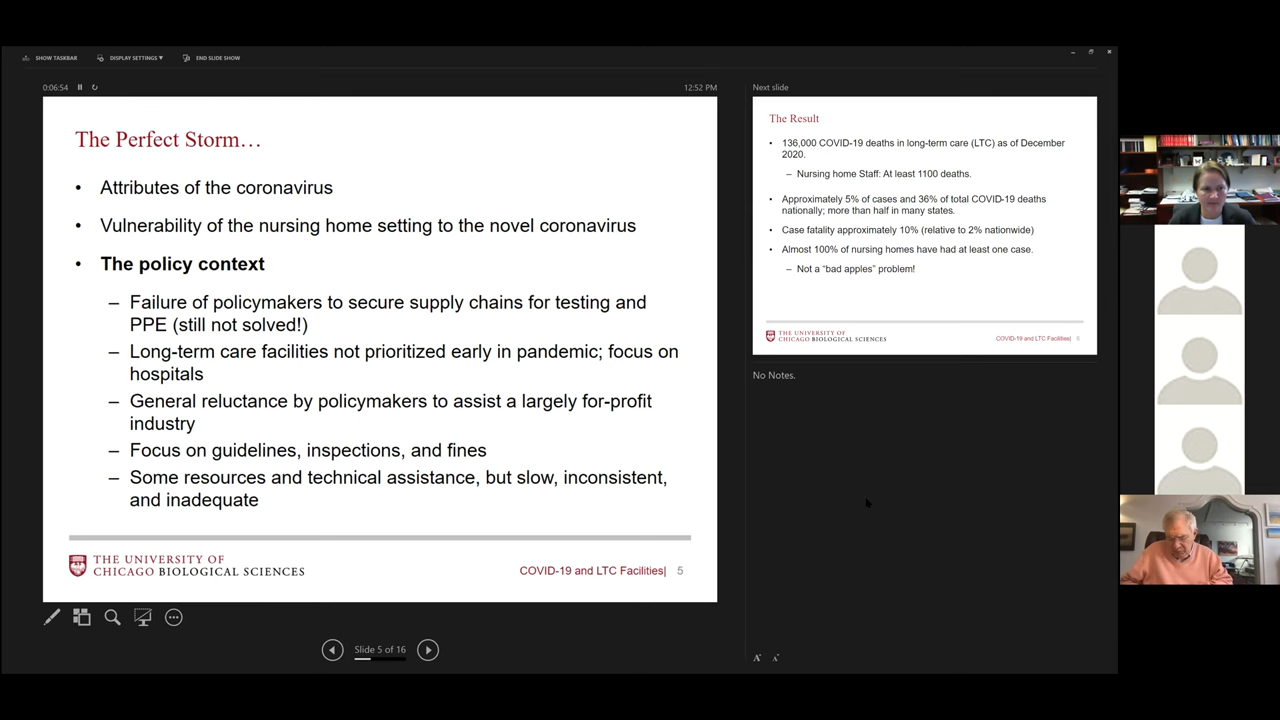 SHOW TASKBAR DISPLAY SETTINGS ▾ END SLIDE SHOW
0:06:54 12:52 PM
The Perfect Storm…
• Attributes of the coronavirus
• Vulnerability of the nursing home setting to the novel coronavirus
• The policy context
– Failure of policymakers to secure supply chains for testing and
PPE (still not solved!)
– Long-term care facilities not prioritized early in pandemic; focus on
hospitals
– General reluctance by policymakers to assist a largely for-profit
industry
– Focus on guidelines, inspections, and fines
– Some resources and technical assistance, but slow, inconsistent,
and inadequate
THE UNIVERSITY OF
CHICAGO BIOLOGICAL SCIENCES
COVID-19 and LTC Facilities| 5
Slide 5 of 16
Next slide
The Result
• 136,000 COVID-19 deaths in long-term care (LTC) as of December
2020.
– Nursing home Staff: At least 1100 deaths.
• Approximately 5% of cases and 36% of total COVID-19 deaths
nationally; more than half in many states.
• Case fatality approximately 10% (relative to 2% nationwide)
• Almost 100% of nursing homes have had at least one case.
– Not a “bad apples” problem!
THE UNIVERSITY OF
CHICAGO BIOLOGICAL SCIENCES
COVID-19 and LTC Facilities| 6
No Notes.
A A